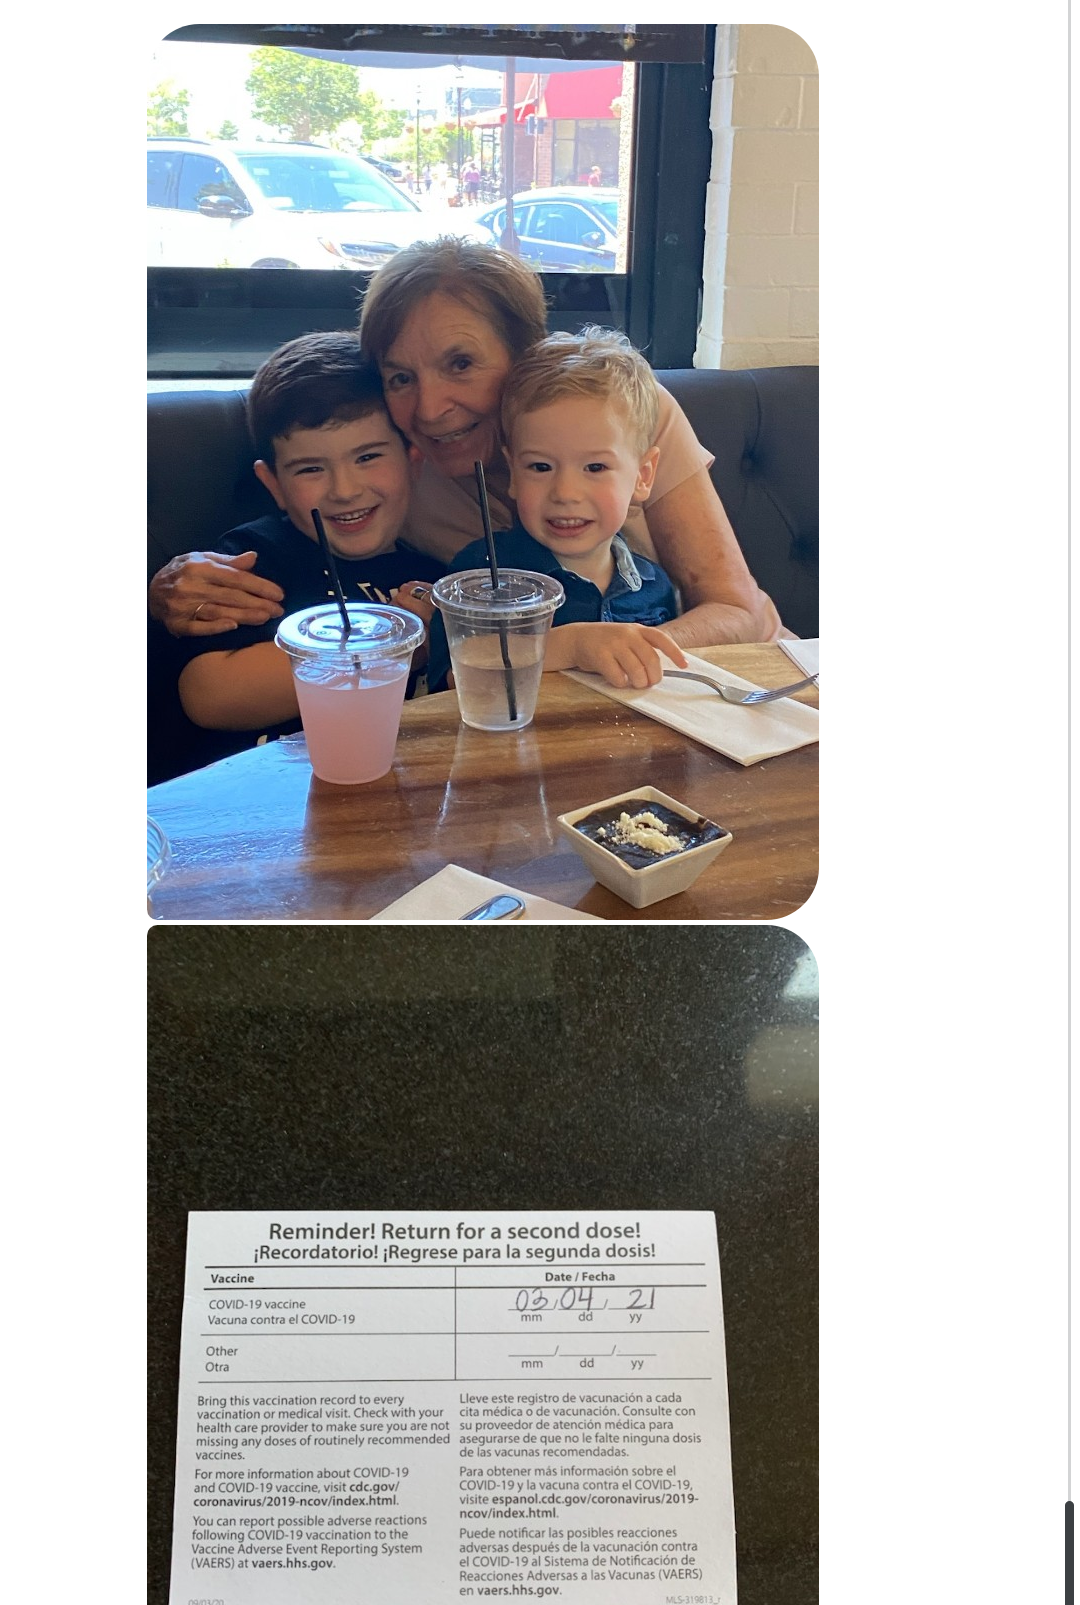 Reminder! Return for a second dose!
¡Recordatorio! ¡Regrese para la segunda dosis!
Vaccine Date / Fecha
COVID-19 vaccine 03/04/21
Vacuna contra el COVID-19 mm dd yy
Other / /
Otra mm dd yy
Bring this vaccination record to every
vaccination or medical visit. Check with your
health care provider to make sure you are not
missing any doses of routinely recommended
vaccines.
For more information about COVID-19
and COVID-19 vaccine, visit cdc.gov/
coronavirus/2019-ncov/index.html.
You can report possible adverse reactions
following COVID-19 vaccination to the
Vaccine Adverse Event Reporting System
(VAERS) at vaers.hhs.gov.
09/03/20
Lleve este registro de vacunación a cada
cita médica o de vacunación. Consulte con
su proveedor de atención médica para
asegurarse de que no le falte ninguna dosis
de las vacunas recomendadas.
Para obtener más información sobre el
COVID-19 y la vacuna contra el COVID-19,
visite espanol.cdc.gov/coronavirus/2019-
ncov/index.html.
Puede notificar las posibles reacciones
adversas después de la vacunación contra
el COVID-19 al Sistema de Notificación de
Reacciones Adversas a las Vacunas (VAERS)
en vaers.hhs.gov.
MLS-319813_r